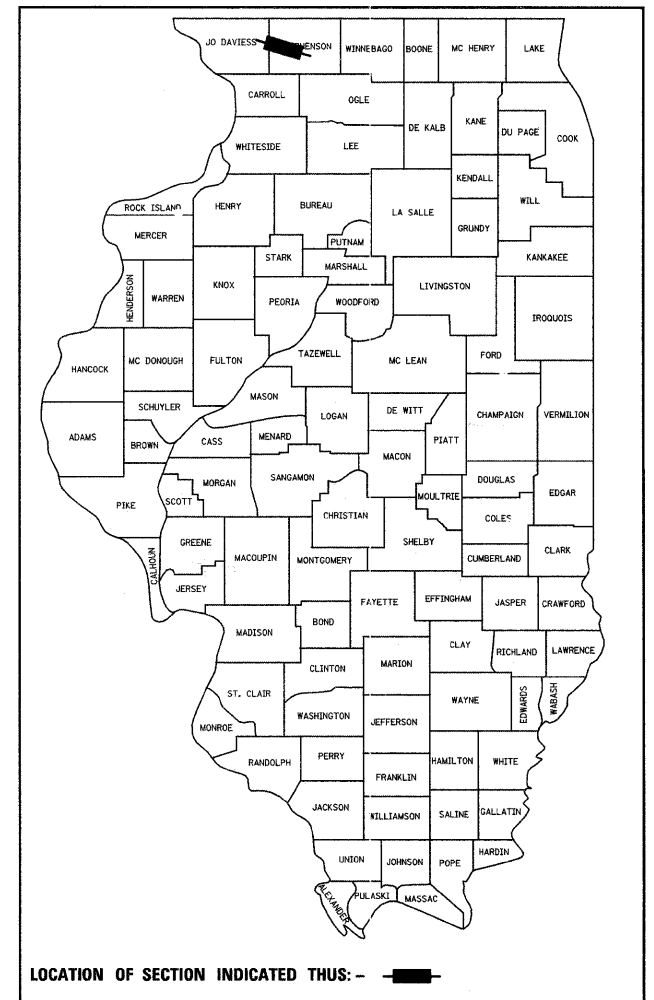 JO DAVIESS
HENSON
WINNEBAGO
BOONE
MC HENRY
LAKE
CARROLL
OGLE
DE KALB
KANE
DU PAGE
COOK
WHITESIDE
LEE
KENDALL
WILL
ROCK ISLAND
HENRY
BUREAU
LA SALLE
GRUNDY
MERCER
PUTNAM
STARK
MARSHALL
KANKAKEE
HENDERSON
WARREN
KNOX
PEORIA
WOODFORD
LIVINGSTON
IROQUOIS
HANCOCK
MC DONOUGH
FULTON
TAZEWELL
MC LEAN
FORD
MASON
SCHUYLER
LOGAN
DE WITT
CHAMPAIGN
VERMILION
ADAMS
BROWN
CASS
MENARD
PIATT
MACON
MORGAN
SANGAMON
DOUGLAS
EDGAR
SCOTT
MOULTRIE
PIKE
CHRISTIAN
COLES
GREENE
SHELBY
CALHOUN
MACOUPIN
MONTGOMERY
CUMBERLAND
CLARK
JERSEY
FAYETTE
EFFINGHAM
JASPER
CRAWFORD
BOND
MADISON
CLAY
RICHLAND
LAWRENCE
CLINTON
MARION
ST. CLAIR
WAYNE
EDWARDS
WABASH
WASHINGTON
JEFFERSON
MONROE
RANDOLPH
PERRY
HAMILTON
WHITE
FRANKLIN
JACKSON
WILLIAMSON
SALINE
GALLATIN
UNION
JOHNSON
POPE
HARDIN
ALEXANDER
PULASKI
MASSAC
LOCATION OF SECTION INDICATED THUS: -